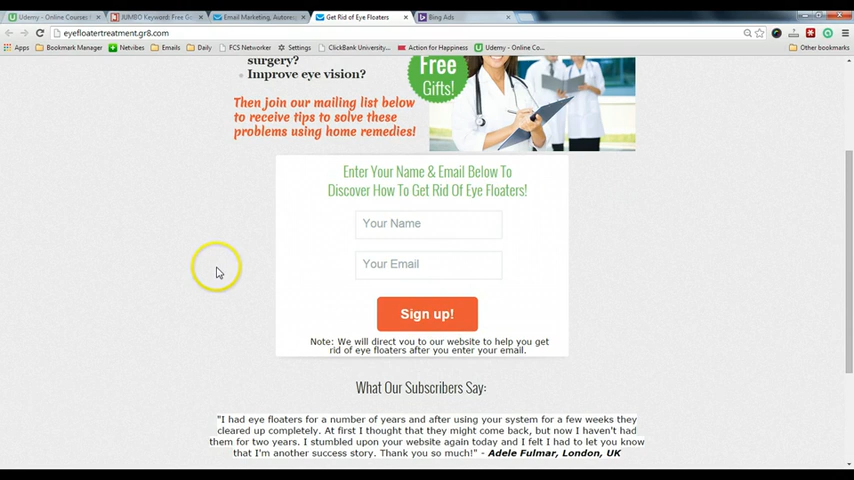 Udemy - Online Courses
JUMBO Keyword: Free Go
Email Marketing, Autores
Get Rid of Eye Floaters
Bing Ads
eyefloatertreatment.gr8.com
Apps
Bookmark Manager
Netvibes
Emails
Daily
FCS Networker
Settings
ClickBank University...
Action for Happiness
Udemy - Online Co...
Other bookmarks
surgery?
Improve eye vision?
Then join our mailing list below
to receive tips to solve these
problems using home remedies!
Free
Gifts!
Enter Your Name & Email Below To
Discover How To Get Rid Of Eye Floaters!
Your Name
Your Email
Sign up!
Note: We will direct you to our website to help you get
rid of eye floaters after you enter your email.
What Our Subscribers Say:
"I had eye floaters for a number of years and after using your system for a few weeks they
cleared up completely. At first I thought that they might come back, but now I haven't had
them for two years. I stumbled upon your website again today and I felt I had to let you know
that I'm another success story. Thank you so much!" - Adele Fulmar, London, UK